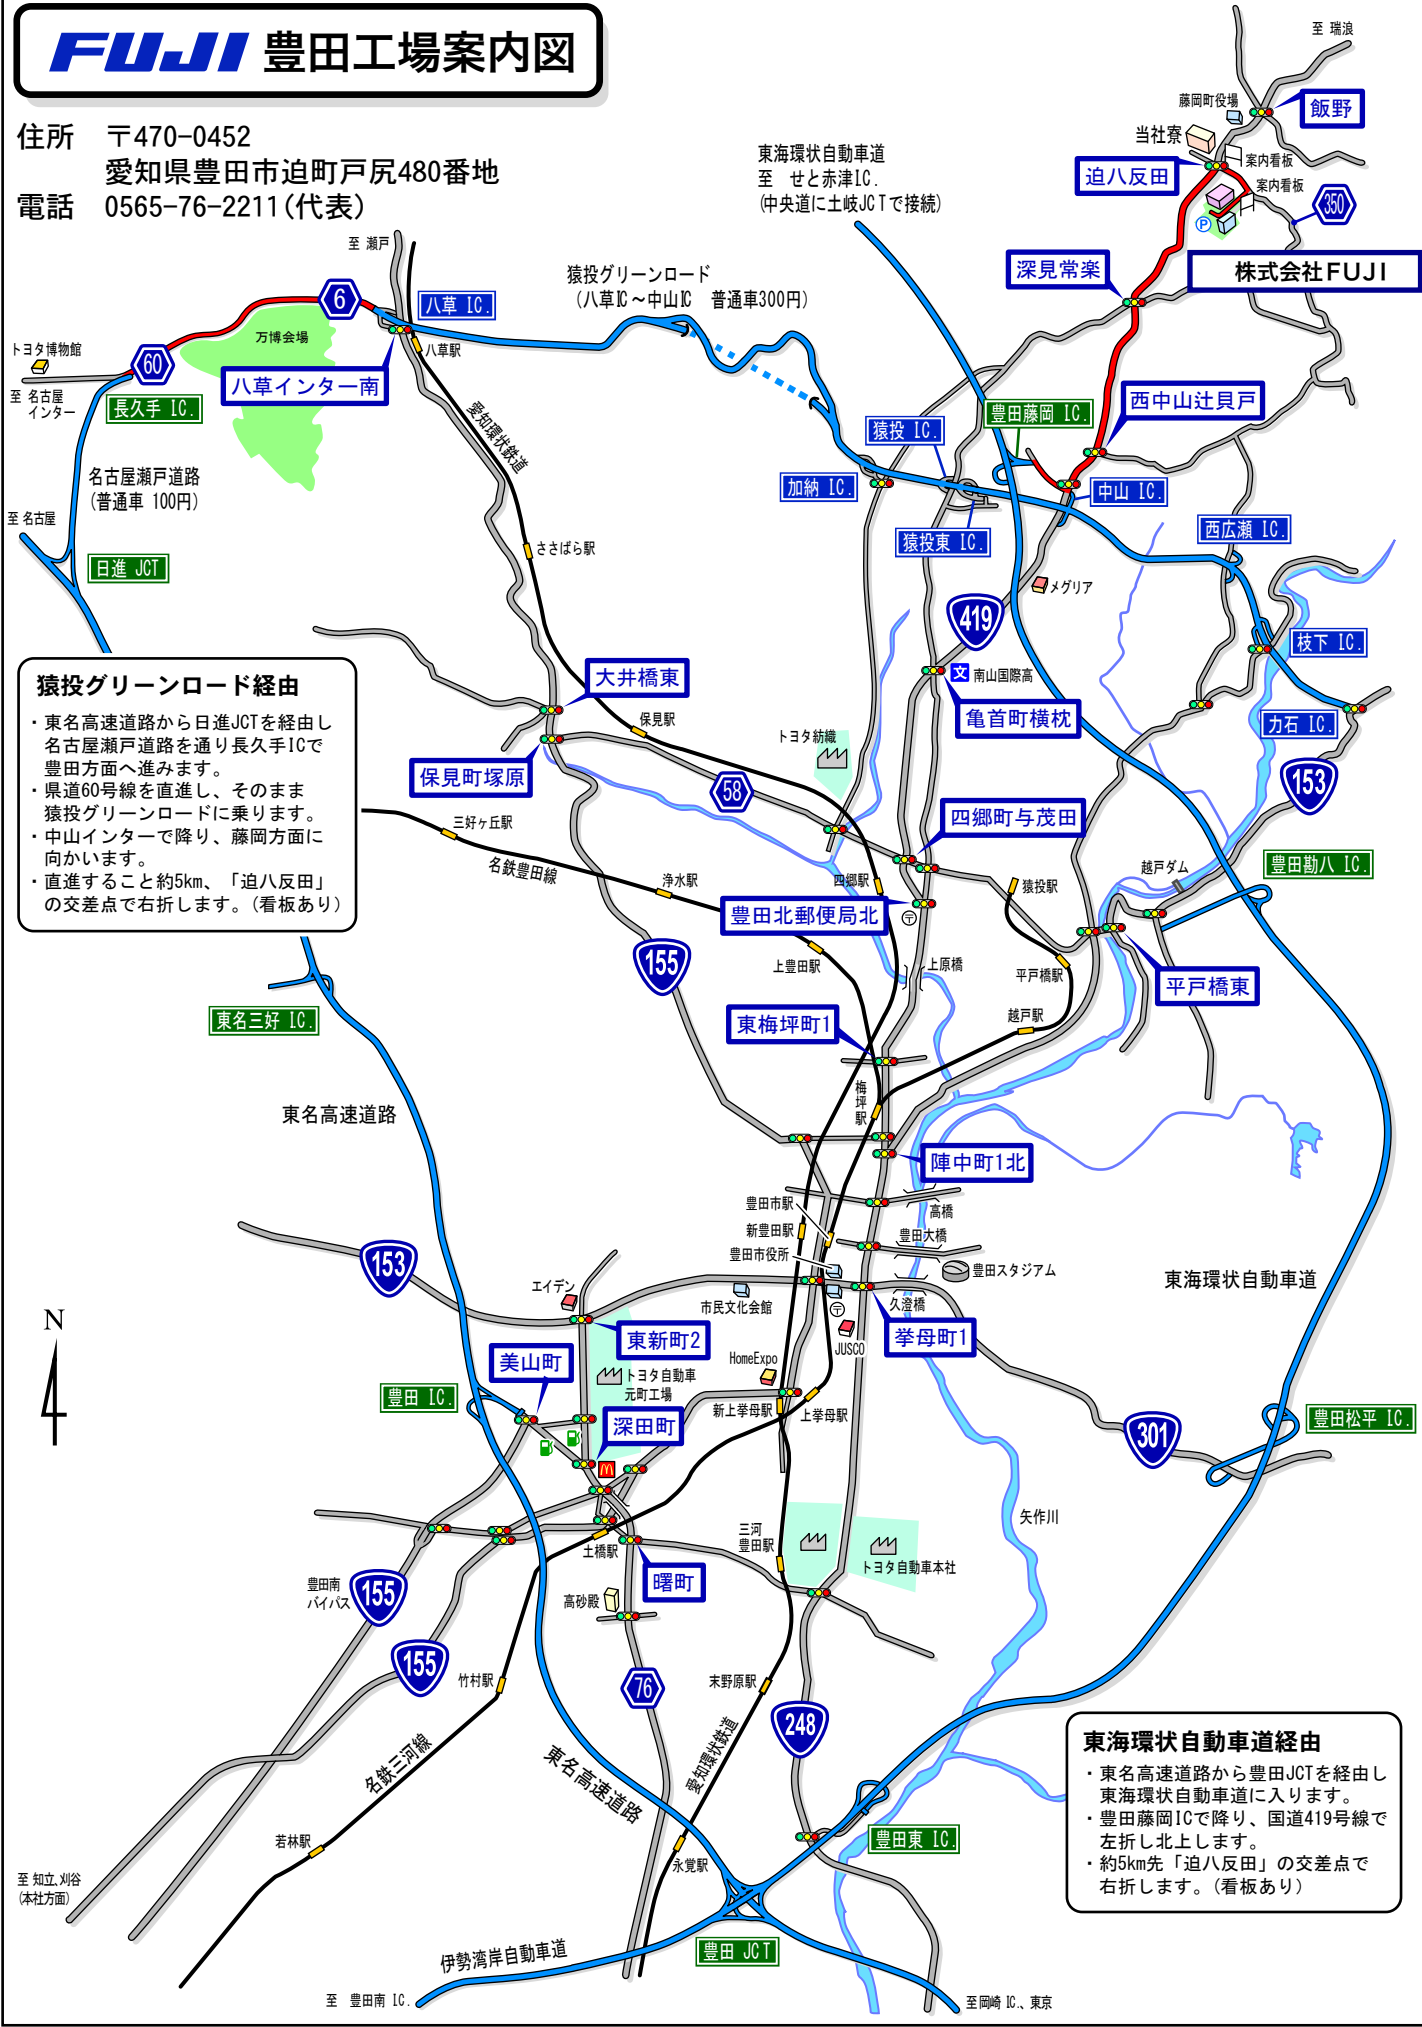 FUJI 豊田工場案内図
住所 〒470-0452
愛知県豊田市迫町戸尻480番地
電話 0565-76-2211(代表)
至 瑞浪
藤岡町役場
飯野
当社寮
案内看板
迫八反田
案内看板
350
P
深見常楽
株式会社FUJI
東海環状自動車道
至 せと赤津IC.
(中央道に土岐JCTで接続)
至 瀬戸
猿投グリーンロード
(八草IC～中山IC 普通車300円)
6
八草 IC.
万博会場
トヨタ博物館
八草駅
60
八草インター南
至 名古屋
インター
長久手 IC.
西中山辻貝戸
豊田藤岡 IC.
猿投 IC.
愛知環状鉄道
名古屋瀬戸道路
(普通車 100円)
加納 IC.
中山 IC.
至 名古屋
西広瀬 IC.
猿投東 IC.
ささばら駅
日進 JCT
メグリア
419
枝下 IC.
猿投グリーンロード経由
・東名高速道路から日進JCTを経由し
名古屋瀬戸道路を通り長久手ICで
豊田方面へ進みます。
・県道60号線を直進し、そのまま
猿投グリーンロードに乗ります。
・中山インターで降り、藤岡方面に
向かいます。
・直進すること約5km、「迫八反田」
の交差点で右折します。(看板あり)
大井橋東
文 南山国際高
保見駅
亀首町横枕
力石 IC.
トヨタ紡織
保見町塚原
153
58
三好ヶ丘駅
四郷町与茂田
名鉄豊田線
浄水駅
四郷駅
猿投駅
越戸ダム
豊田勘八 IC.
豊田北郵便局北
〒
155
上豊田駅
上原橋
平戸橋駅
平戸橋東
東名三好 IC.
東梅坪町1
越戸駅
東名高速道路
梅坪駅
陣中町1北
豊田市駅
高橋
新豊田駅
豊田大橋
豊田市役所
153
豊田スタジアム
東海環状自動車道
エイデン
市民文化会館
〒
久澄橋
N
東新町2
JUSCO
挙母町1
美山町
HomeExpo
トヨタ自動車
元町工場
豊田 IC.
新上挙母駅
上挙母駅
豊田松平 IC.
深田町
301
M
矢作川
三河
豊田駅
土橋駅
トヨタ自動車本社
曙町
豊田南
バイパス
155
高砂殿
155
竹村駅
76
末野原駅
248
名鉄三河線
東名高速道路
愛知環状鉄道
東海環状自動車道経由
・東名高速道路から豊田JCTを経由し
東海環状自動車道に入ります。
・豊田藤岡ICで降り、国道419号線で
左折し北上します。
・約5km先「迫八反田」の交差点で
右折します。(看板あり)
若林駅
豊田東 IC.
永覚駅
至 知立、刈谷
(本社方面)
豊田 JCT
伊勢湾岸自動車道
至 豊田南 IC.
至岡崎 IC.、東京